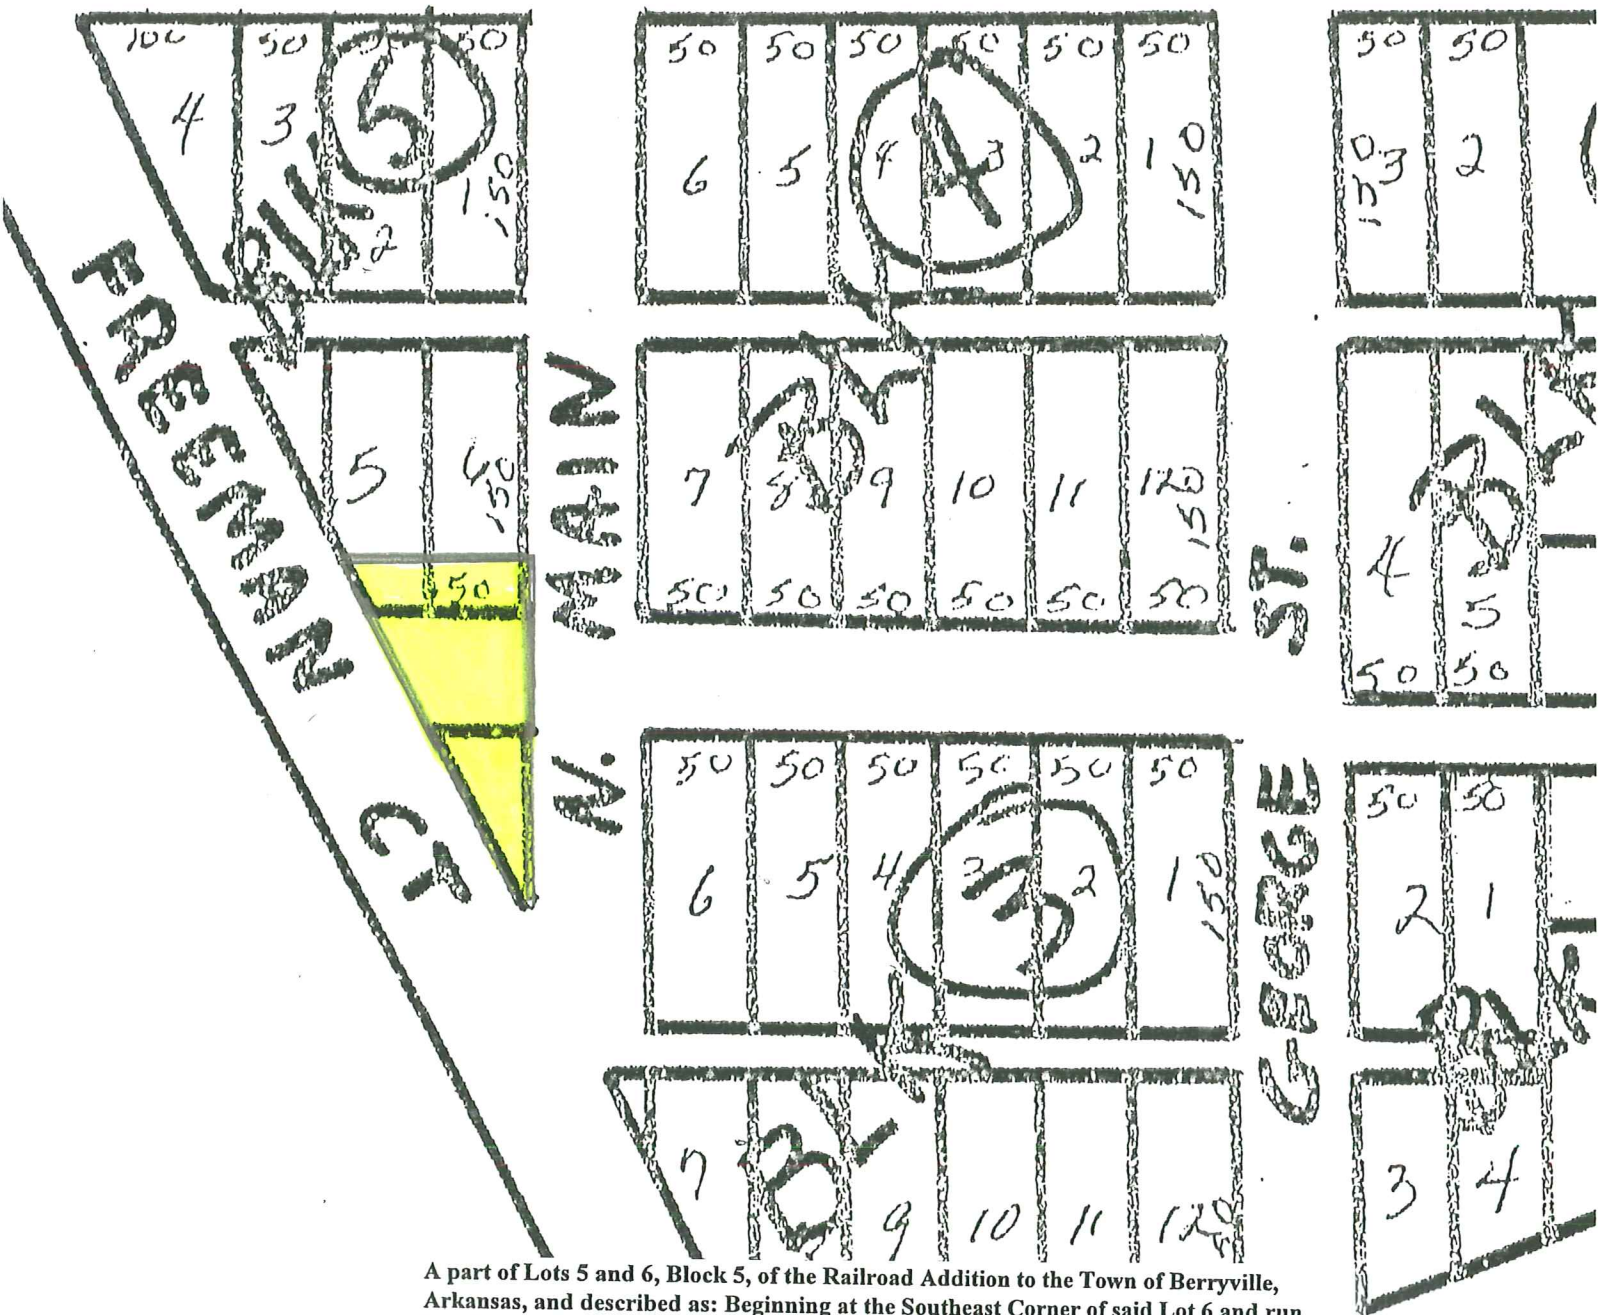 100 50 50
4 3 5 2 1 150
50 50 50 50 50 50
6 5 4 4 3 2 1 150
50 50
150 3 2
FREEMAN CT
5 6 150
50
N. MAIN
7 8 9 10 11 12 150
50 50 50 50 50 50
GEORGE ST.
4 5
50 50
50 50 50 50 50 50
6 5 4 3 3 2 1 150
50 50
2 1
7 9 10 11 12
3 4
A part of Lots 5 and 6, Block 5, of the Railroad Addition to the Town of Berryville,
Arkansas, and described as: Beginning at the Southeast Corner of said Lot 6 and run